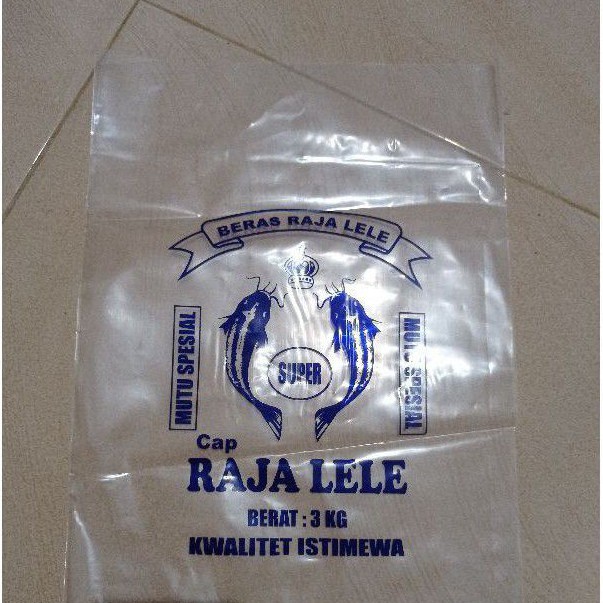 BERAS RAJA LELE
MUTU SPESIAL
SUPER
MUTU SPESIAL
Cap
RAJA LELE
BERAT : 3 KG
KWALITET ISTIMEWA